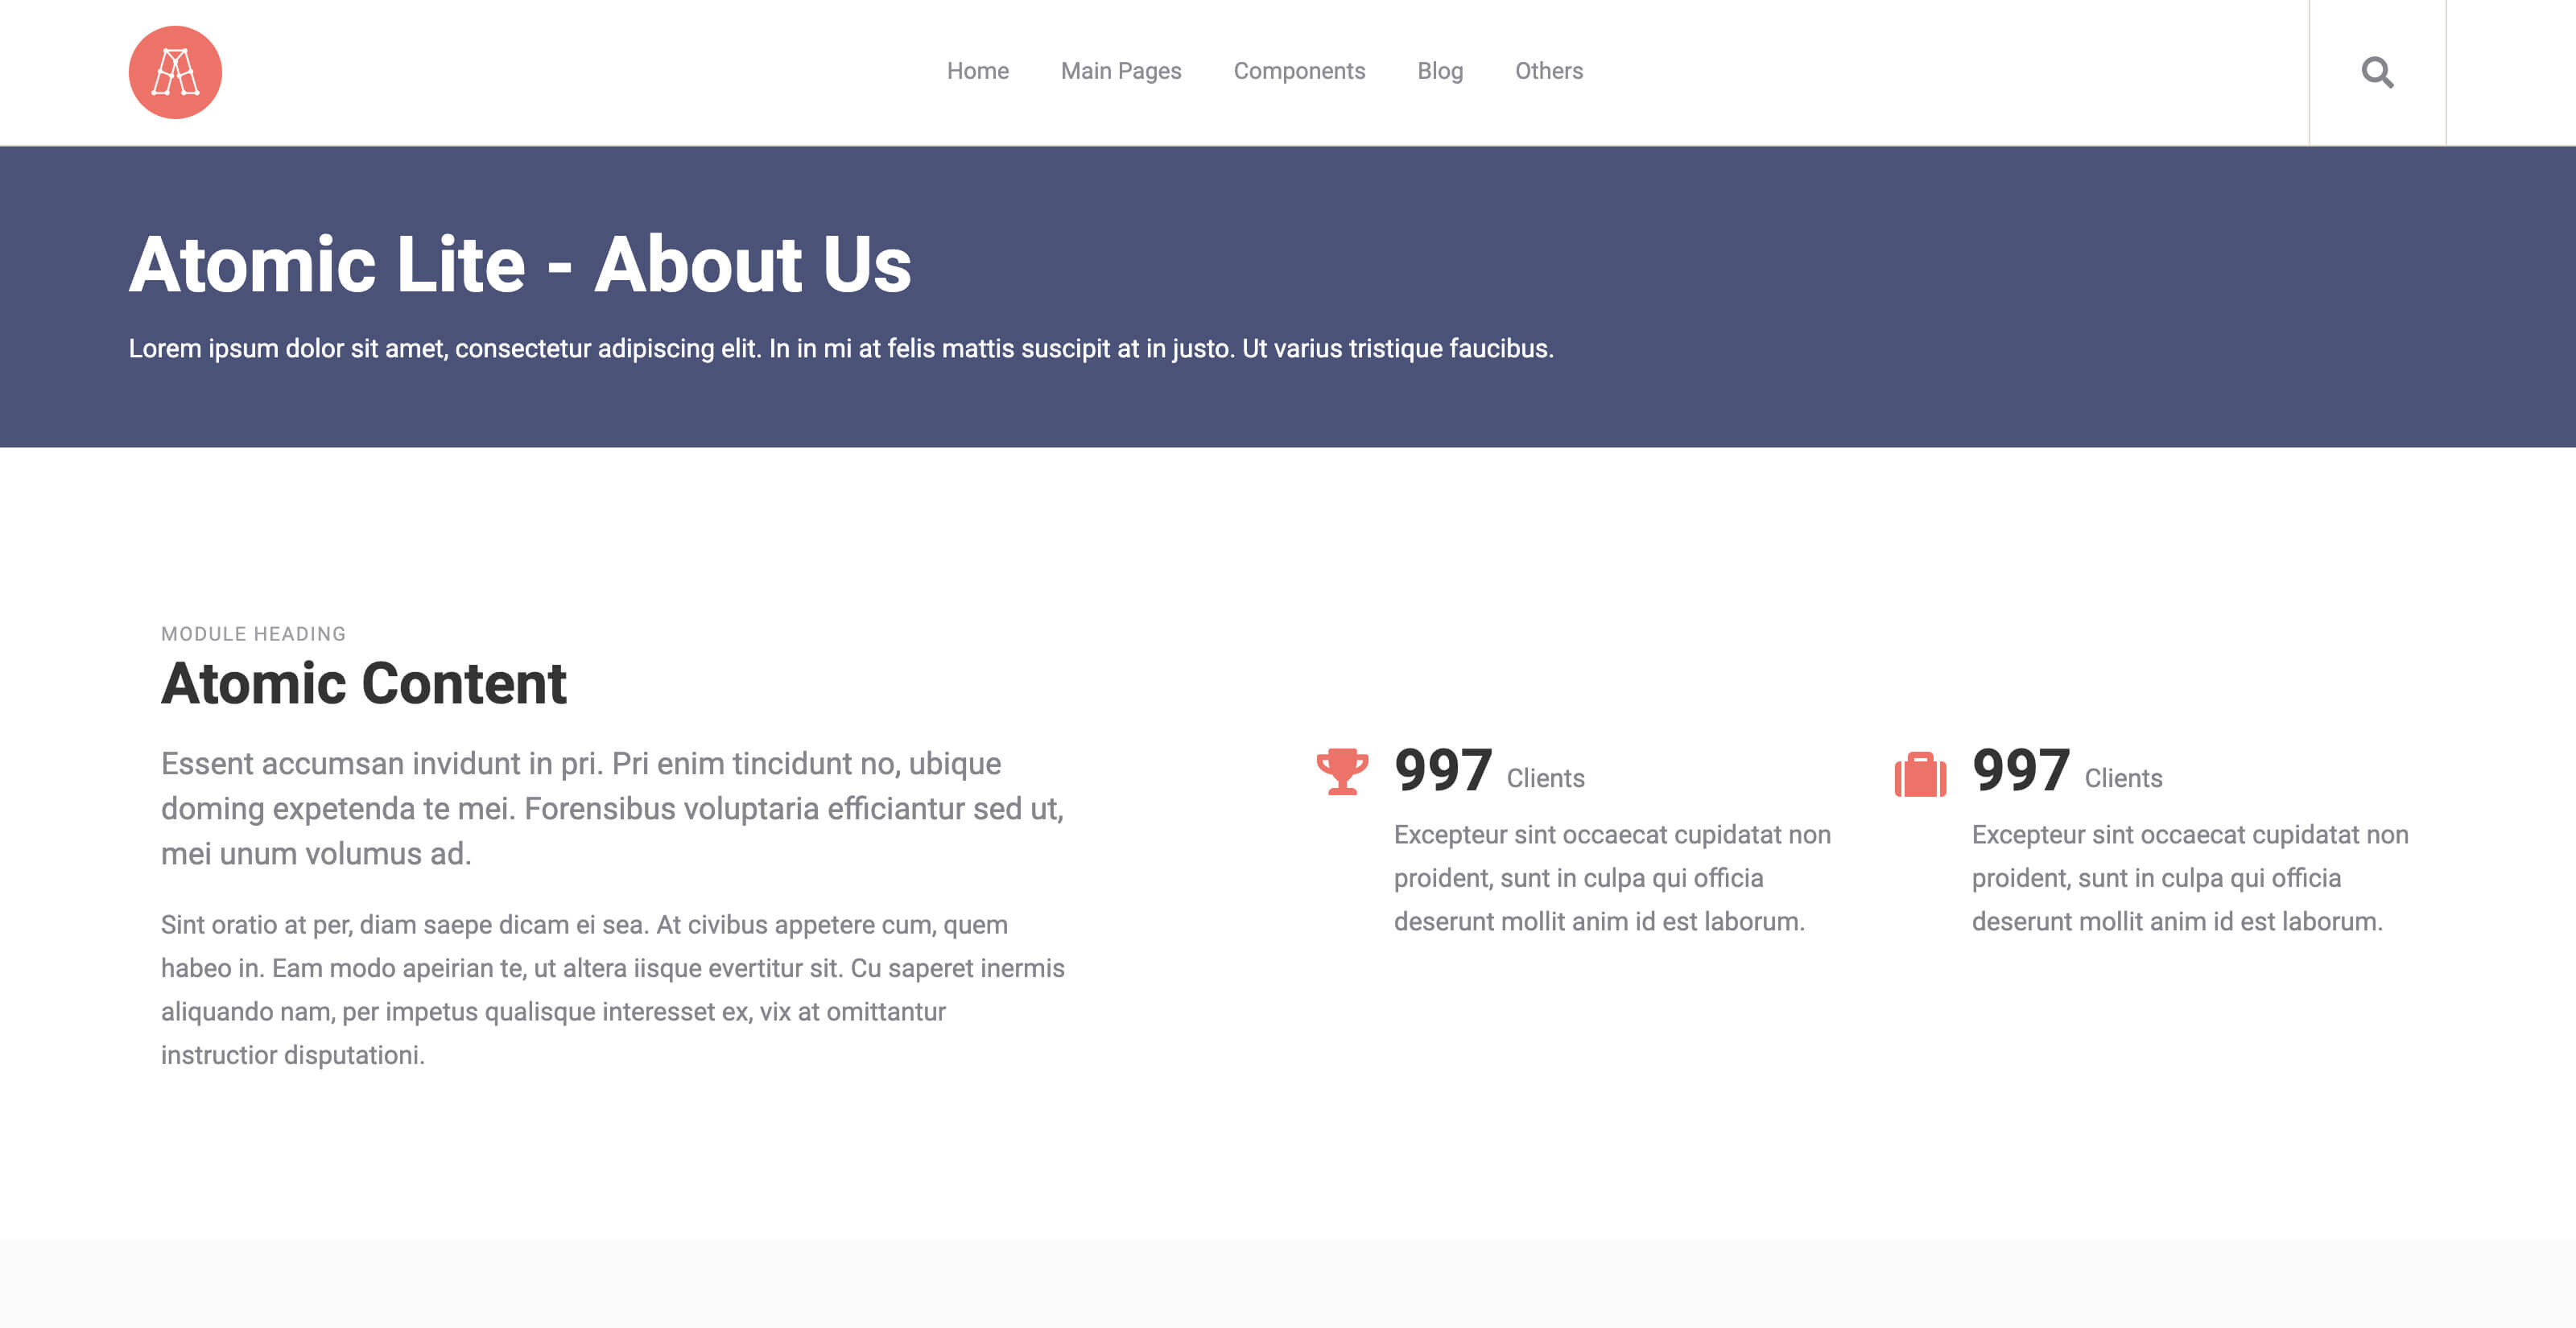 Home Main Pages Components Blog Others
Atomic Lite - About Us
Lorem ipsum dolor sit amet, consectetur adipiscing elit. In in mi at felis mattis suscipit at in justo. Ut varius tristique faucibus.
MODULE HEADING
Atomic Content
Essent accumsan invidunt in pri. Pri enim tincidunt no, ubique
doming expetenda te mei. Forensibus voluptaria efficiantur sed ut,
mei unum volumus ad.
Sint oratio at per, diam saepe dicam ei sea. At civibus appetere cum, quem
habeo in. Eam modo apeirian te, ut altera iisque evertitur sit. Cu saperet inermis
aliquando nam, per impetus qualisque interesset ex, vix at omittantur
instructior disputationi.
997 Clients
Excepteur sint occaecat cupidatat non
proident, sunt in culpa qui officia
deserunt mollit anim id est laborum.
997 Clients
Excepteur sint occaecat cupidatat non
proident, sunt in culpa qui officia
deserunt mollit anim id est laborum.